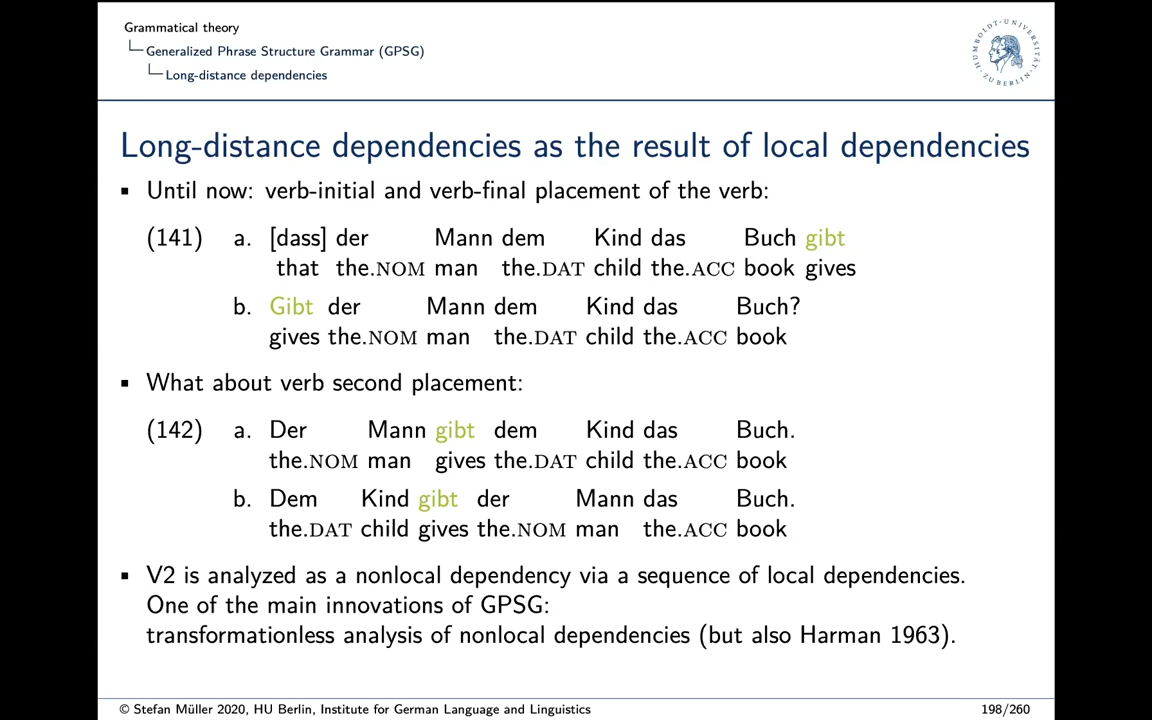 Grammatical theory
Generalized Phrase Structure Grammar (GPSG)
Long-distance dependencies
HUMBOLDT-UNIVERSITÄT ZU BERLIN
Long-distance dependencies as the result of local dependencies
▪ Until now: verb-initial and verb-final placement of the verb:
(141) a. [dass] der Mann dem Kind das Buch gibt
that the.NOM man the.DAT child the.ACC book gives
b. Gibt der Mann dem Kind das Buch?
gives the.NOM man the.DAT child the.ACC book
▪ What about verb second placement:
(142) a. Der Mann gibt dem Kind das Buch.
the.NOM man gives the.DAT child the.ACC book
b. Dem Kind gibt der Mann das Buch.
the.DAT child gives the.NOM man the.ACC book
▪ V2 is analyzed as a nonlocal dependency via a sequence of local dependencies.
One of the main innovations of GPSG:
transformationless analysis of nonlocal dependencies (but also Harman 1963).
© Stefan Müller 2020, HU Berlin, Institute for German Language and Linguistics 198/260